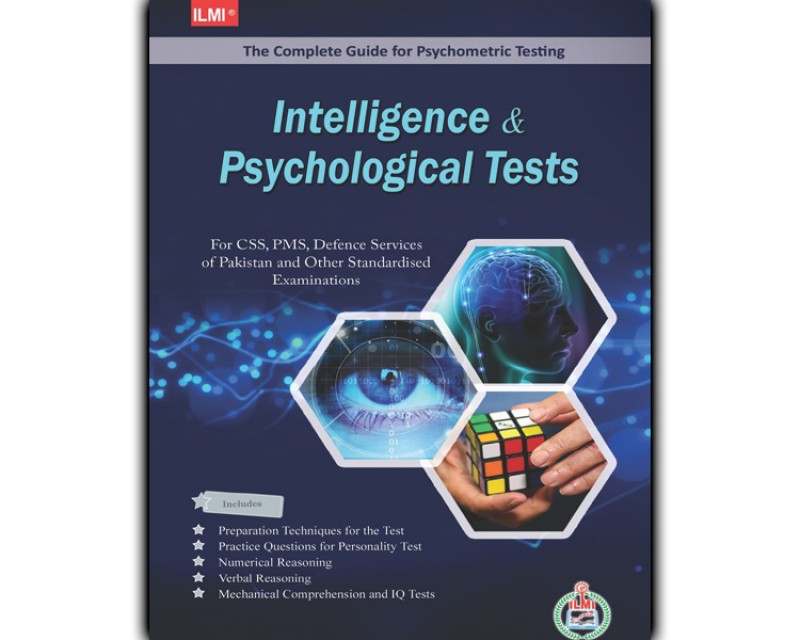 ILMI ®
The Complete Guide for Psychometric Testing
Intelligence &
Psychological Tests
For CSS, PMS, Defence Services
of Pakistan and Other Standardised
Examinations
Includes
Preparation Techniques for the Test
Practice Questions for Personality Test
Numerical Reasoning
Verbal Reasoning
Mechanical Comprehension and IQ Tests
ILMI